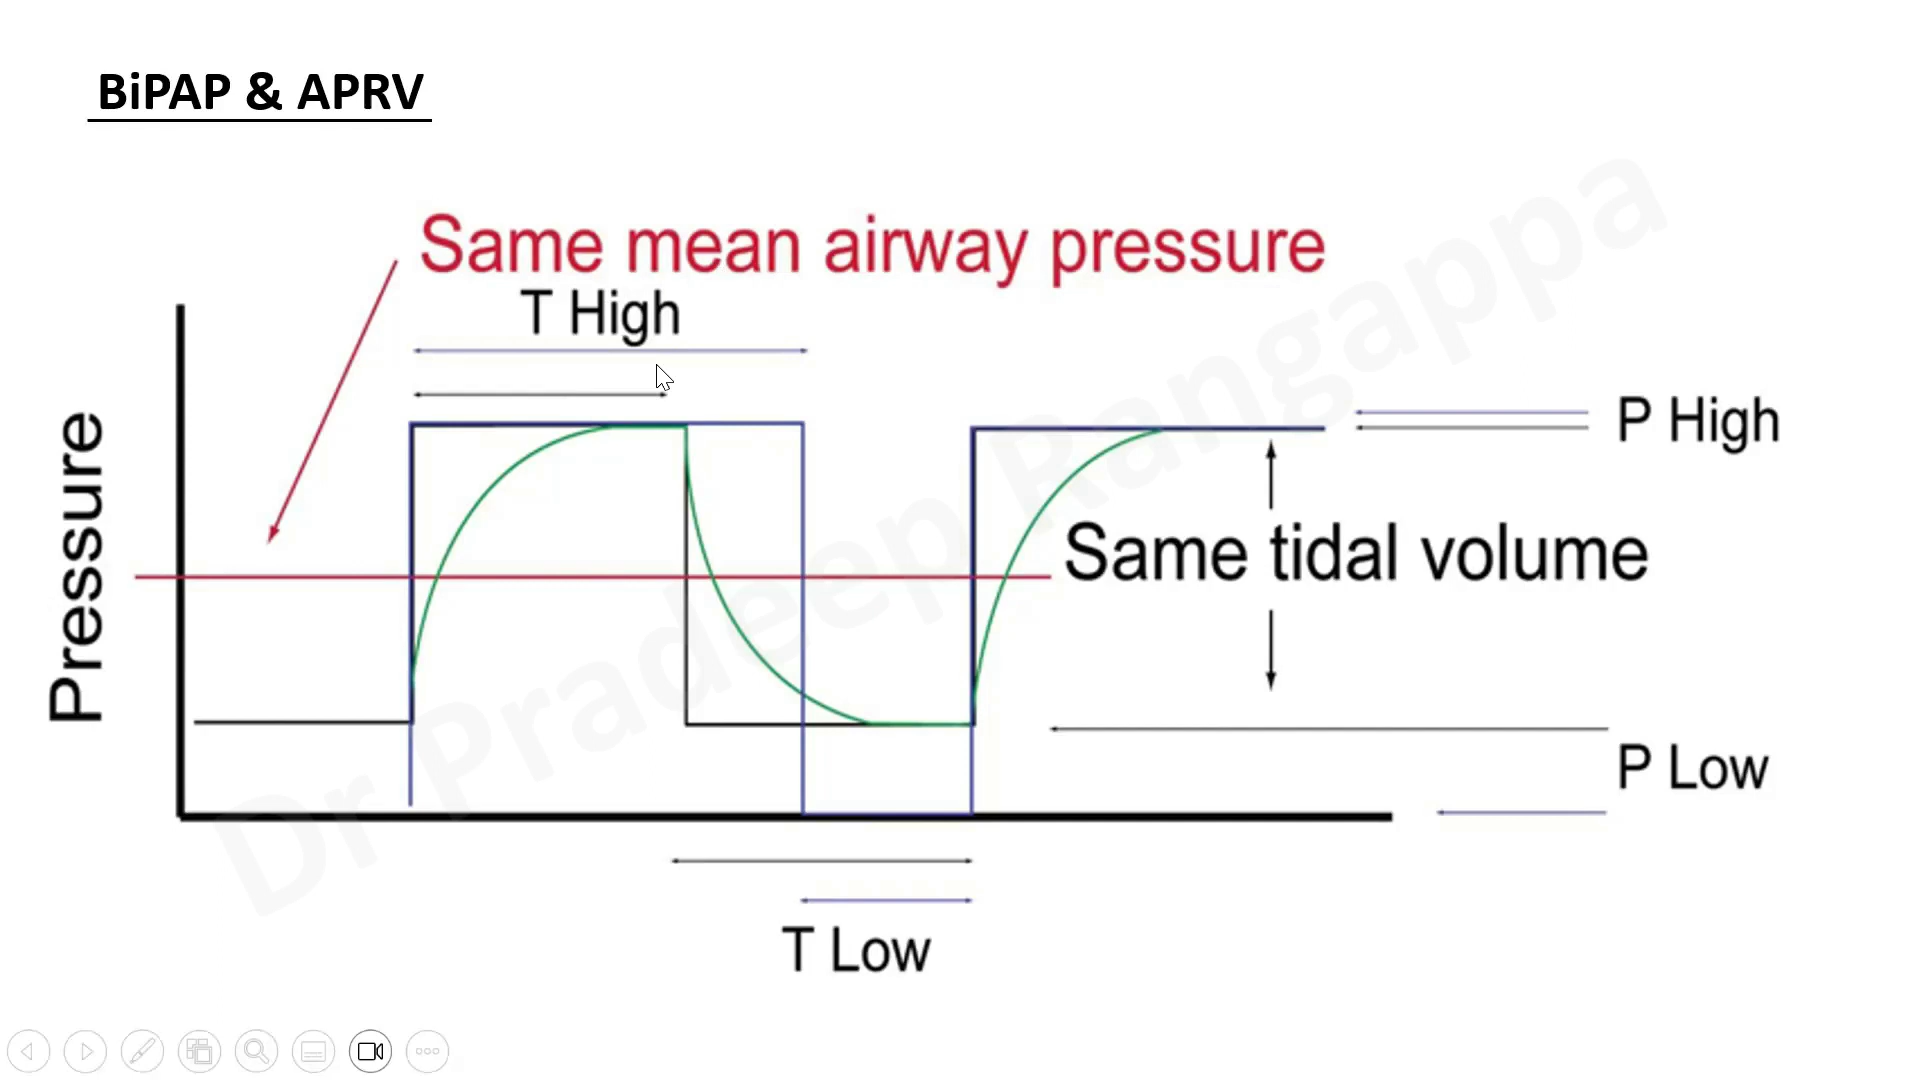 BiPAP & APRV
Same mean airway pressure
T High
P High
Pressure
Same tidal volume
P Low
T Low
Dr Pradeep Rangappa